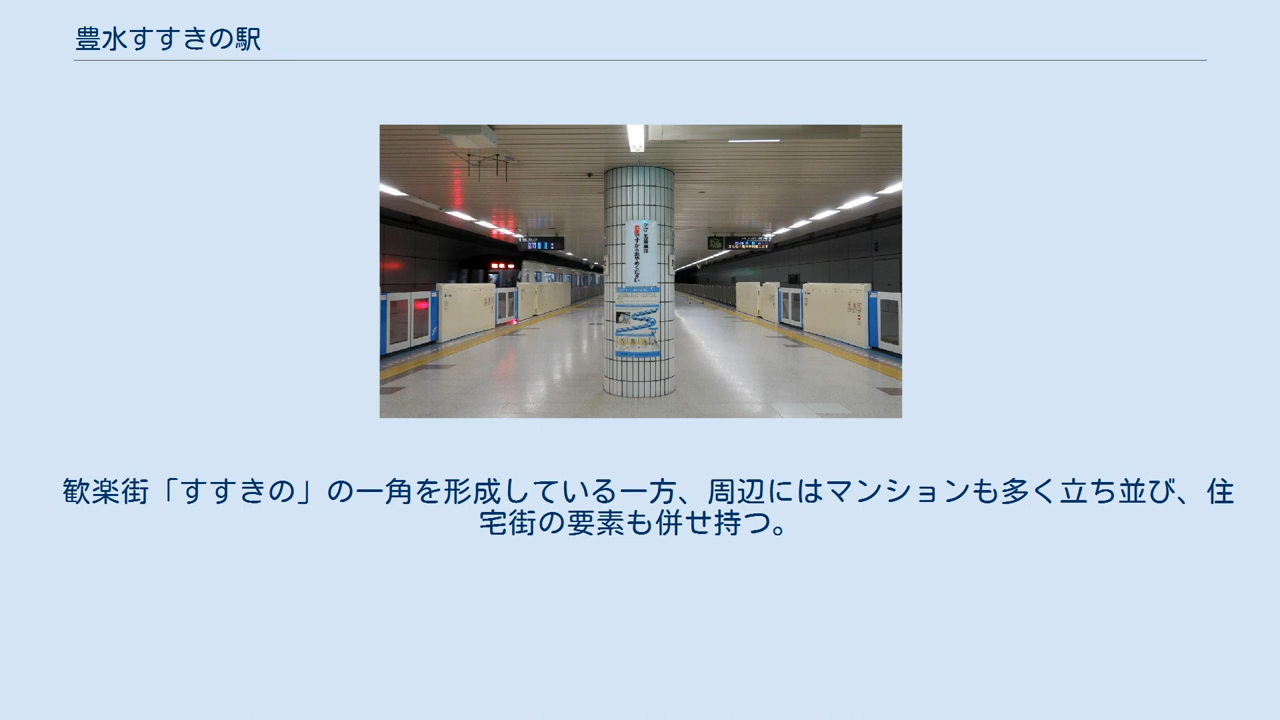 豊水すすきの駅
歓楽街「すすきの」の一角を形成している一方、周辺にはマンションも多く立ち並び、住
宅街の要素も併せ持つ。